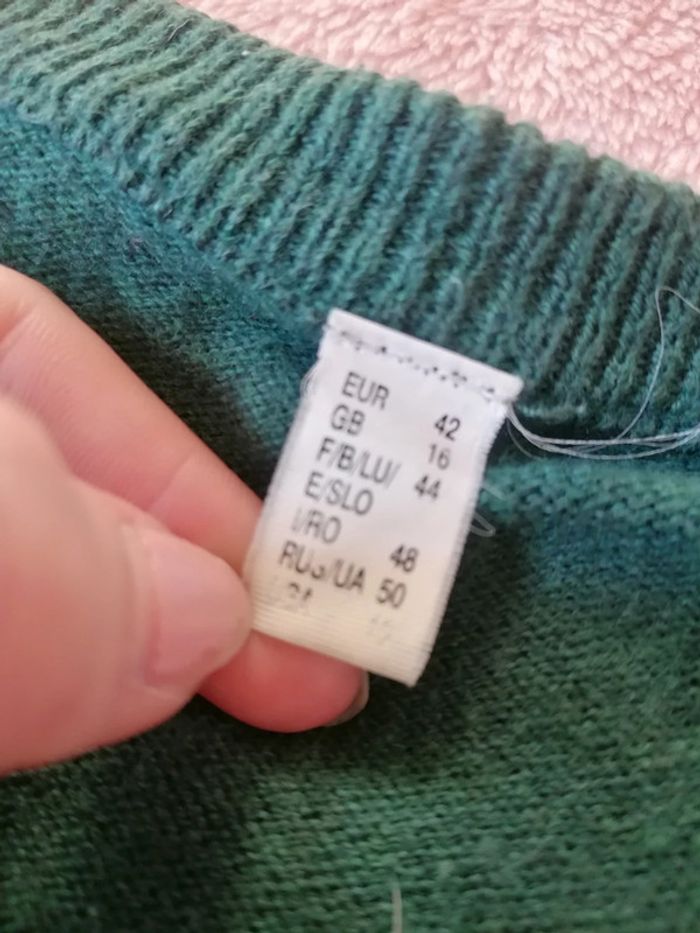 EUR 42
GB 16
F/B/LU/ 44
E/SLO
I/RO 48
RUS/UA 50